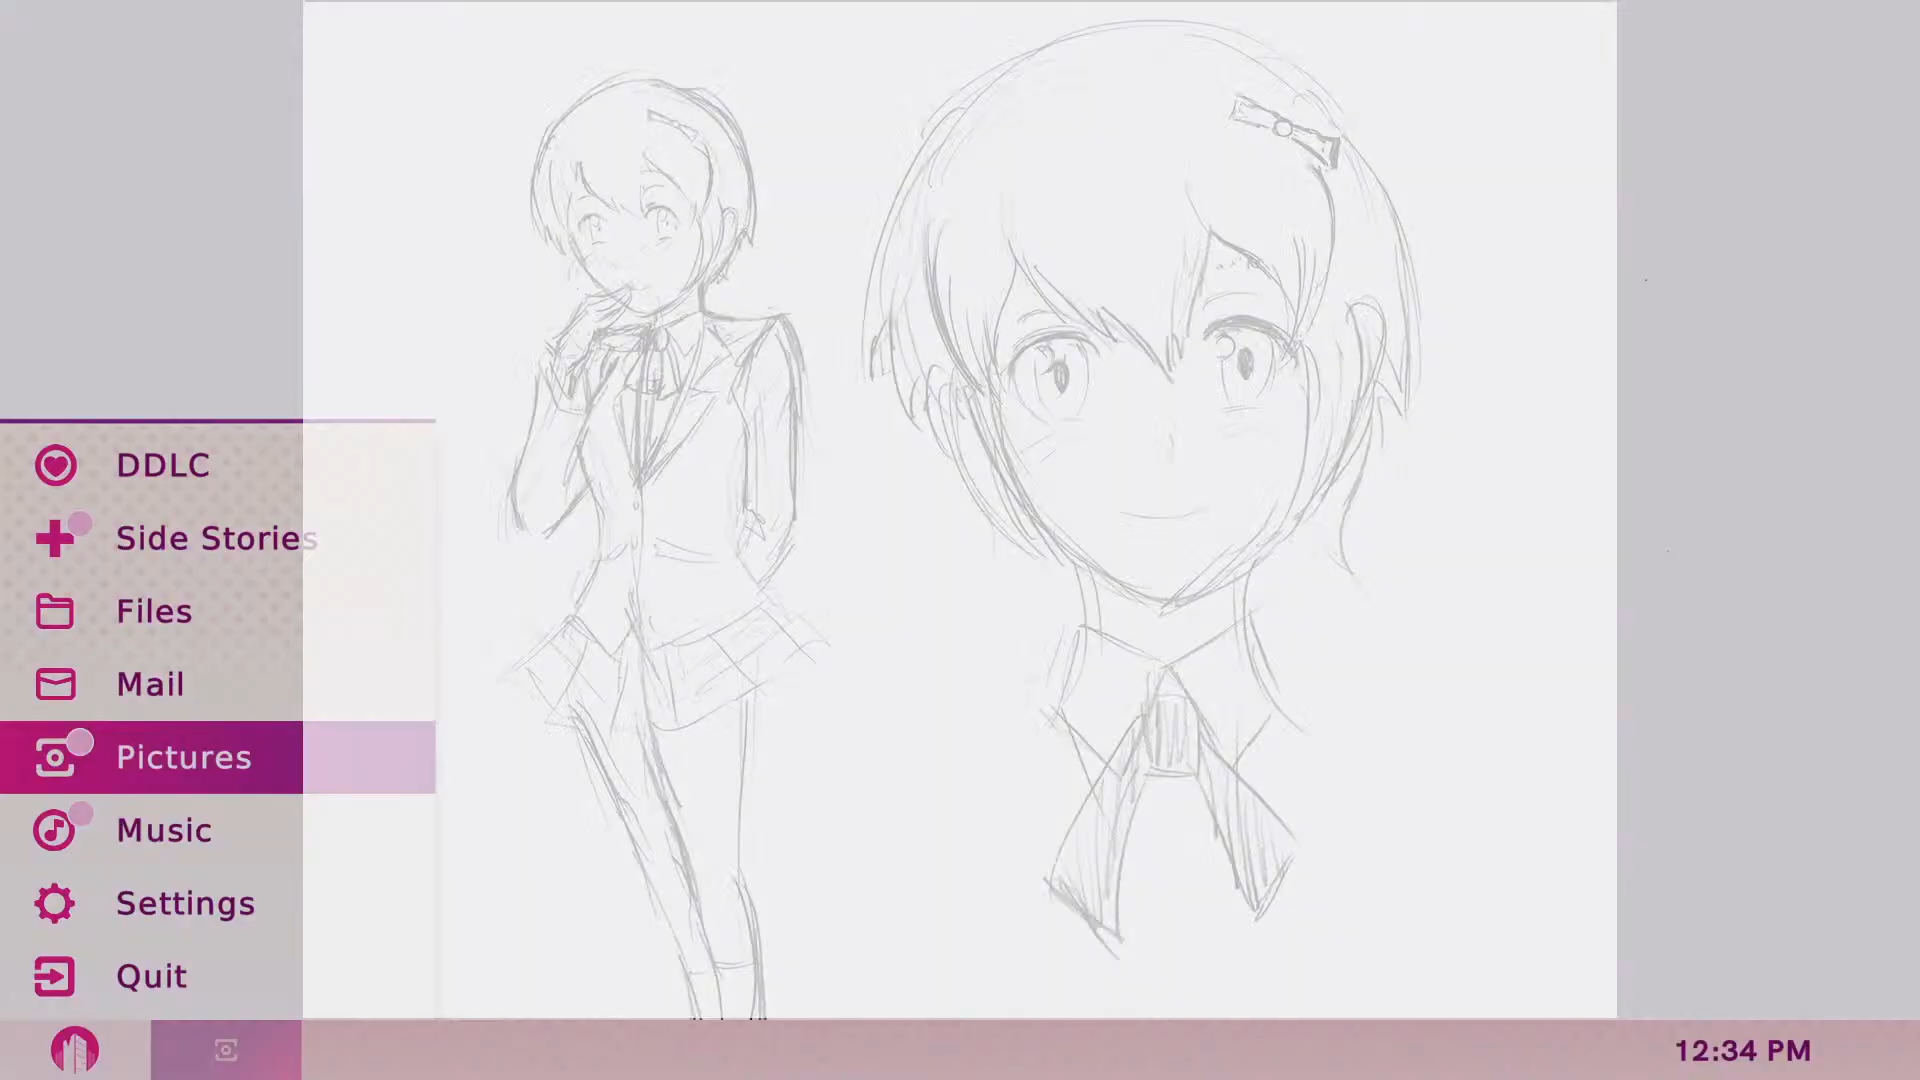 DDLC
Side Stories
Files
Mail
Pictures
Music
Settings
Quit
12:34 PM